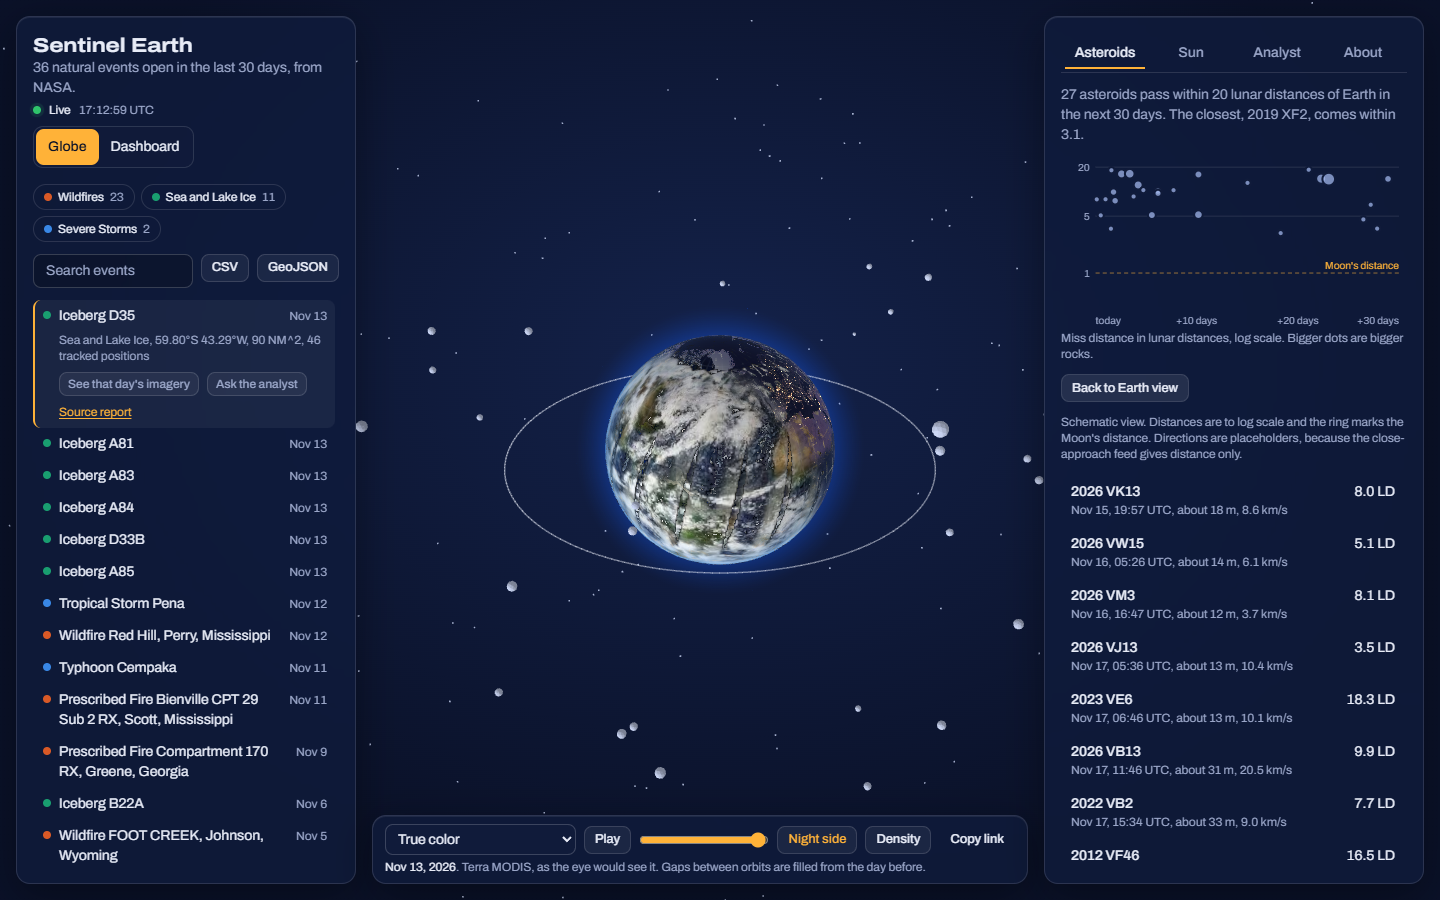 Sentinel Earth
36 natural events open in the last 30 days, from
NASA.
Live 17:12:59 UTC
Globe Dashboard
Wildfires 23 Sea and Lake Ice 11
Severe Storms 2
Search events CSV GeoJSON
Iceberg D35 Nov 13
Sea and Lake Ice, 59.80°S 43.29°W, 90 NM^2, 46
tracked positions
See that day's imagery Ask the analyst
Source report
Iceberg A81 Nov 13
Iceberg A83 Nov 13
Iceberg A84 Nov 13
Iceberg D33B Nov 13
Iceberg A85 Nov 13
Tropical Storm Pena Nov 12
Wildfire Red Hill, Perry, Mississippi Nov 12
Typhoon Cempaka Nov 11
Prescribed Fire Bienville CPT 29 Nov 11
Sub 2 RX, Scott, Mississippi
Prescribed Fire Compartment 170 Nov 9
RX, Greene, Georgia
Iceberg B22A Nov 6
Wildfire FOOT CREEK, Johnson, Nov 5
Wyoming
True color Play Night side Density Copy link
Nov 13, 2026. Terra MODIS, as the eye would see it. Gaps between orbits are filled from the day before.
Asteroids Sun Analyst About
27 asteroids pass within 20 lunar distances of Earth in
the next 30 days. The closest, 2019 XF2, comes within
3.1.
20
5
Moon's distance
1
today +10 days +20 days +30 days
Miss distance in lunar distances, log scale. Bigger dots are bigger
rocks.
Back to Earth view
Schematic view. Distances are to log scale and the ring marks the
Moon's distance. Directions are placeholders, because the close-
approach feed gives distance only.
2026 VK13 8.0 LD
Nov 15, 19:57 UTC, about 18 m, 8.6 km/s
2026 VW15 5.1 LD
Nov 16, 05:26 UTC, about 14 m, 6.1 km/s
2026 VM3 8.1 LD
Nov 16, 16:47 UTC, about 12 m, 3.7 km/s
2026 VJ13 3.5 LD
Nov 17, 05:36 UTC, about 13 m, 10.4 km/s
2023 VE6 18.3 LD
Nov 17, 06:46 UTC, about 13 m, 10.1 km/s
2026 VB13 9.9 LD
Nov 17, 11:46 UTC, about 31 m, 20.5 km/s
2022 VB2 7.7 LD
Nov 17, 15:34 UTC, about 33 m, 9.0 km/s
2012 VF46 16.5 LD